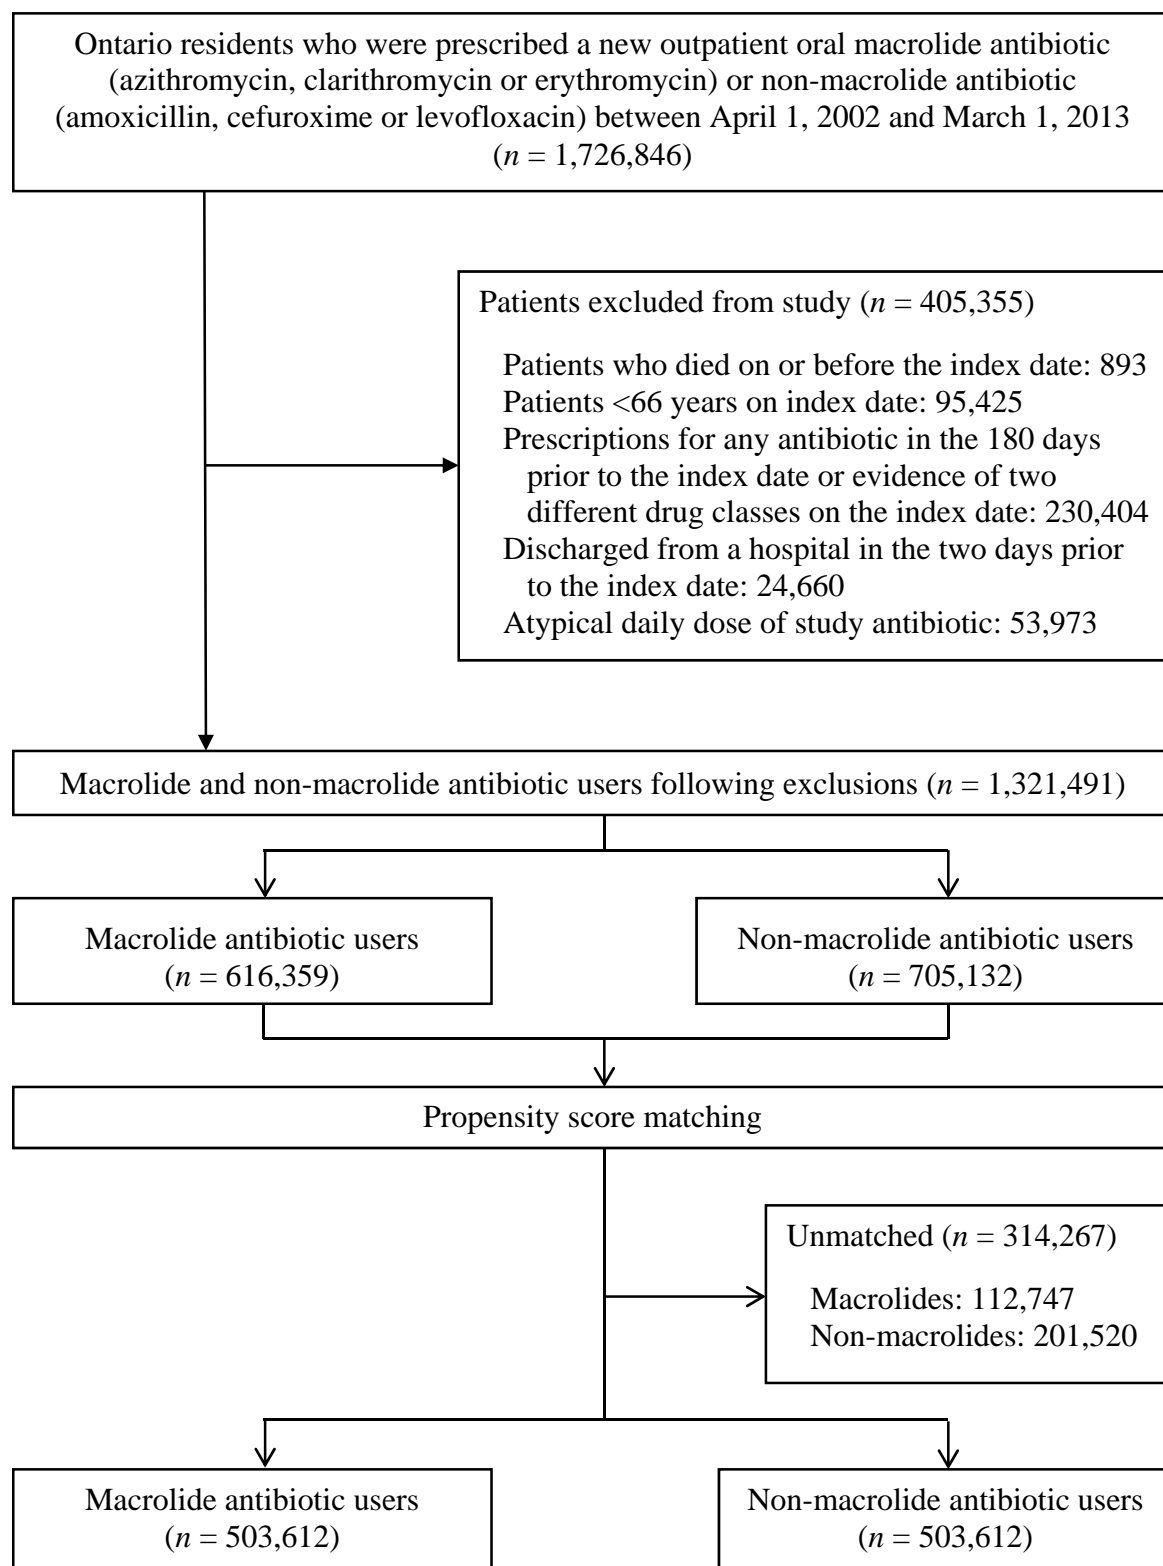 Ontario residents who were prescribed a new outpatient oral macrolide antibiotic
(azithromycin, clarithromycin or erythromycin) or non-macrolide antibiotic
(amoxicillin, cefuroxime or levofloxacin) between April 1, 2002 and March 1, 2013
(n = 1,726,846)
Patients excluded from study (n = 405,355)
Patients who died on or before the index date: 893
Patients <66 years on index date: 95,425
Prescriptions for any antibiotic in the 180 days
prior to the index date or evidence of two
different drug classes on the index date: 230,404
Discharged from a hospital in the two days prior
to the index date: 24,660
Atypical daily dose of study antibiotic: 53,973
Macrolide and non-macrolide antibiotic users following exclusions (n = 1,321,491)
Macrolide antibiotic users
(n = 616,359)
Non-macrolide antibiotic users
(n = 705,132)
Propensity score matching
Unmatched (n = 314,267)
Macrolides: 112,747
Non-macrolides: 201,520
Macrolide antibiotic users
(n = 503,612)
Non-macrolide antibiotic users
(n = 503,612)